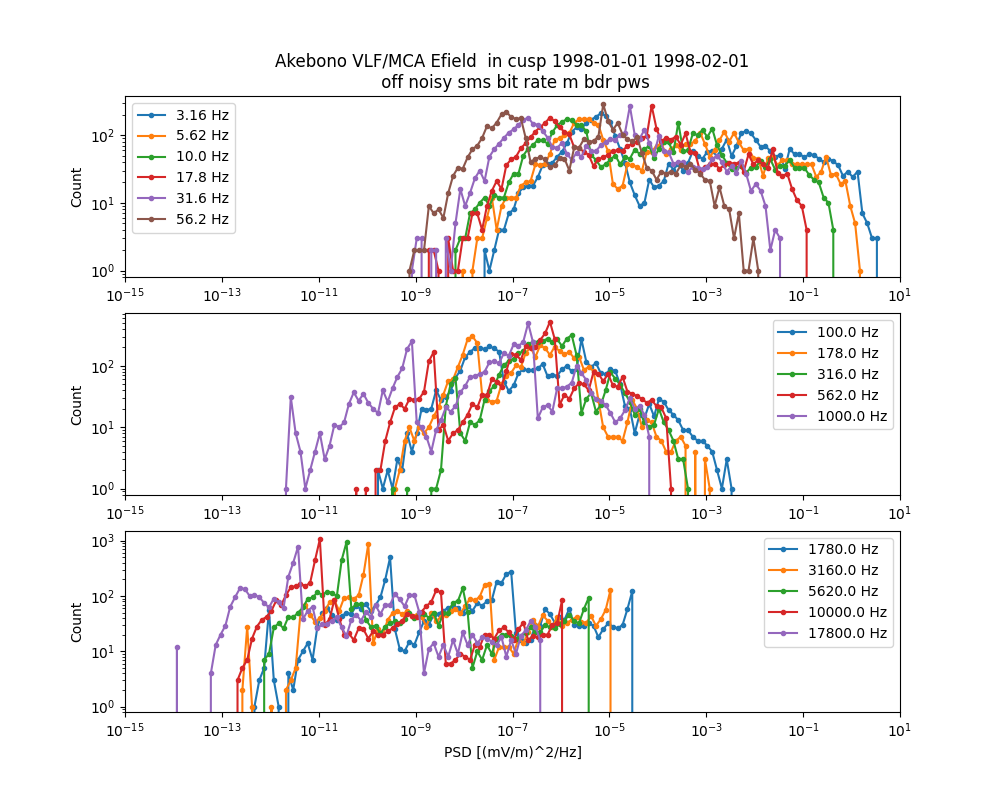 Akebono VLF/MCA Efield  in cusp 1998-01-01 1998-02-01
off noisy sms bit rate m bdr pws
Count
10^2
10^1
10^0
3.16 Hz
5.62 Hz
10.0 Hz
17.8 Hz
31.6 Hz
56.2 Hz
10^-15 10^-13 10^-11 10^-9 10^-7 10^-5 10^-3 10^-1 10^1
Count
10^2
10^1
10^0
100.0 Hz
178.0 Hz
316.0 Hz
562.0 Hz
1000.0 Hz
10^-15 10^-13 10^-11 10^-9 10^-7 10^-5 10^-3 10^-1 10^1
Count
10^3
10^2
10^1
10^0
1780.0 Hz
3160.0 Hz
5620.0 Hz
10000.0 Hz
17800.0 Hz
10^-15 10^-13 10^-11 10^-9 10^-7 10^-5 10^-3 10^-1 10^1
PSD [(mV/m)^2/Hz]